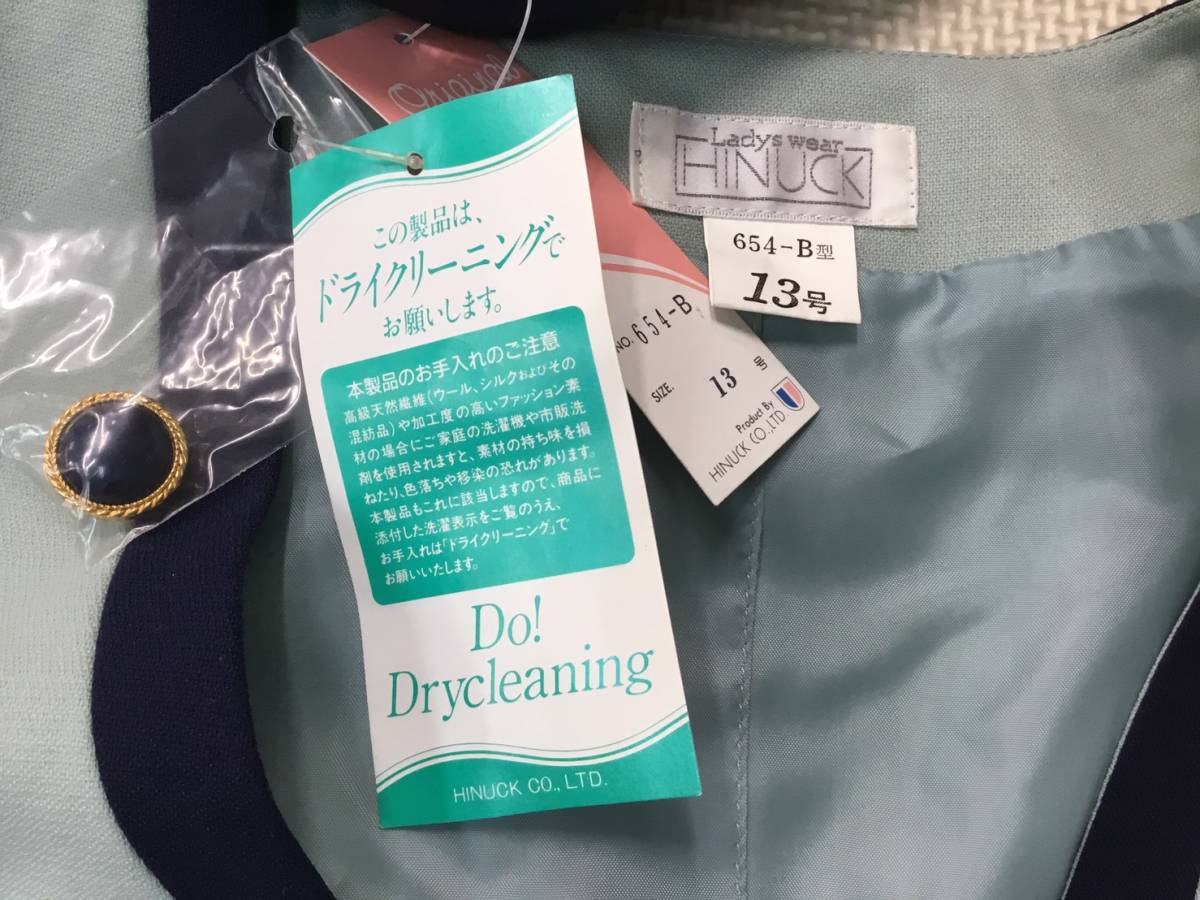 Original
Ladys wear
HINUCK
654-B型
13号
NO. 654-B
SIZE. 13 号
Product By
HINUCK CO.,LTD
この製品は、
ドライクリーニングで
お願いします。
本製品のお手入れのご注意
高級天然繊維(ウール、シルクおよびその
混紡品)や加工度の高いファッション素
材の場合にご家庭の洗濯機や市販洗
剤を使用されますと、素材の持ち味を損
ねたり、色落ちや移染の恐れがあります。
本製品もこれに該当しますので、商品に
添付した洗濯表示をご覧のうえ、
お手入れは「ドライクリーニング」で
お願いいたします。
Do!
Drycleaning
HINUCK CO., LTD.